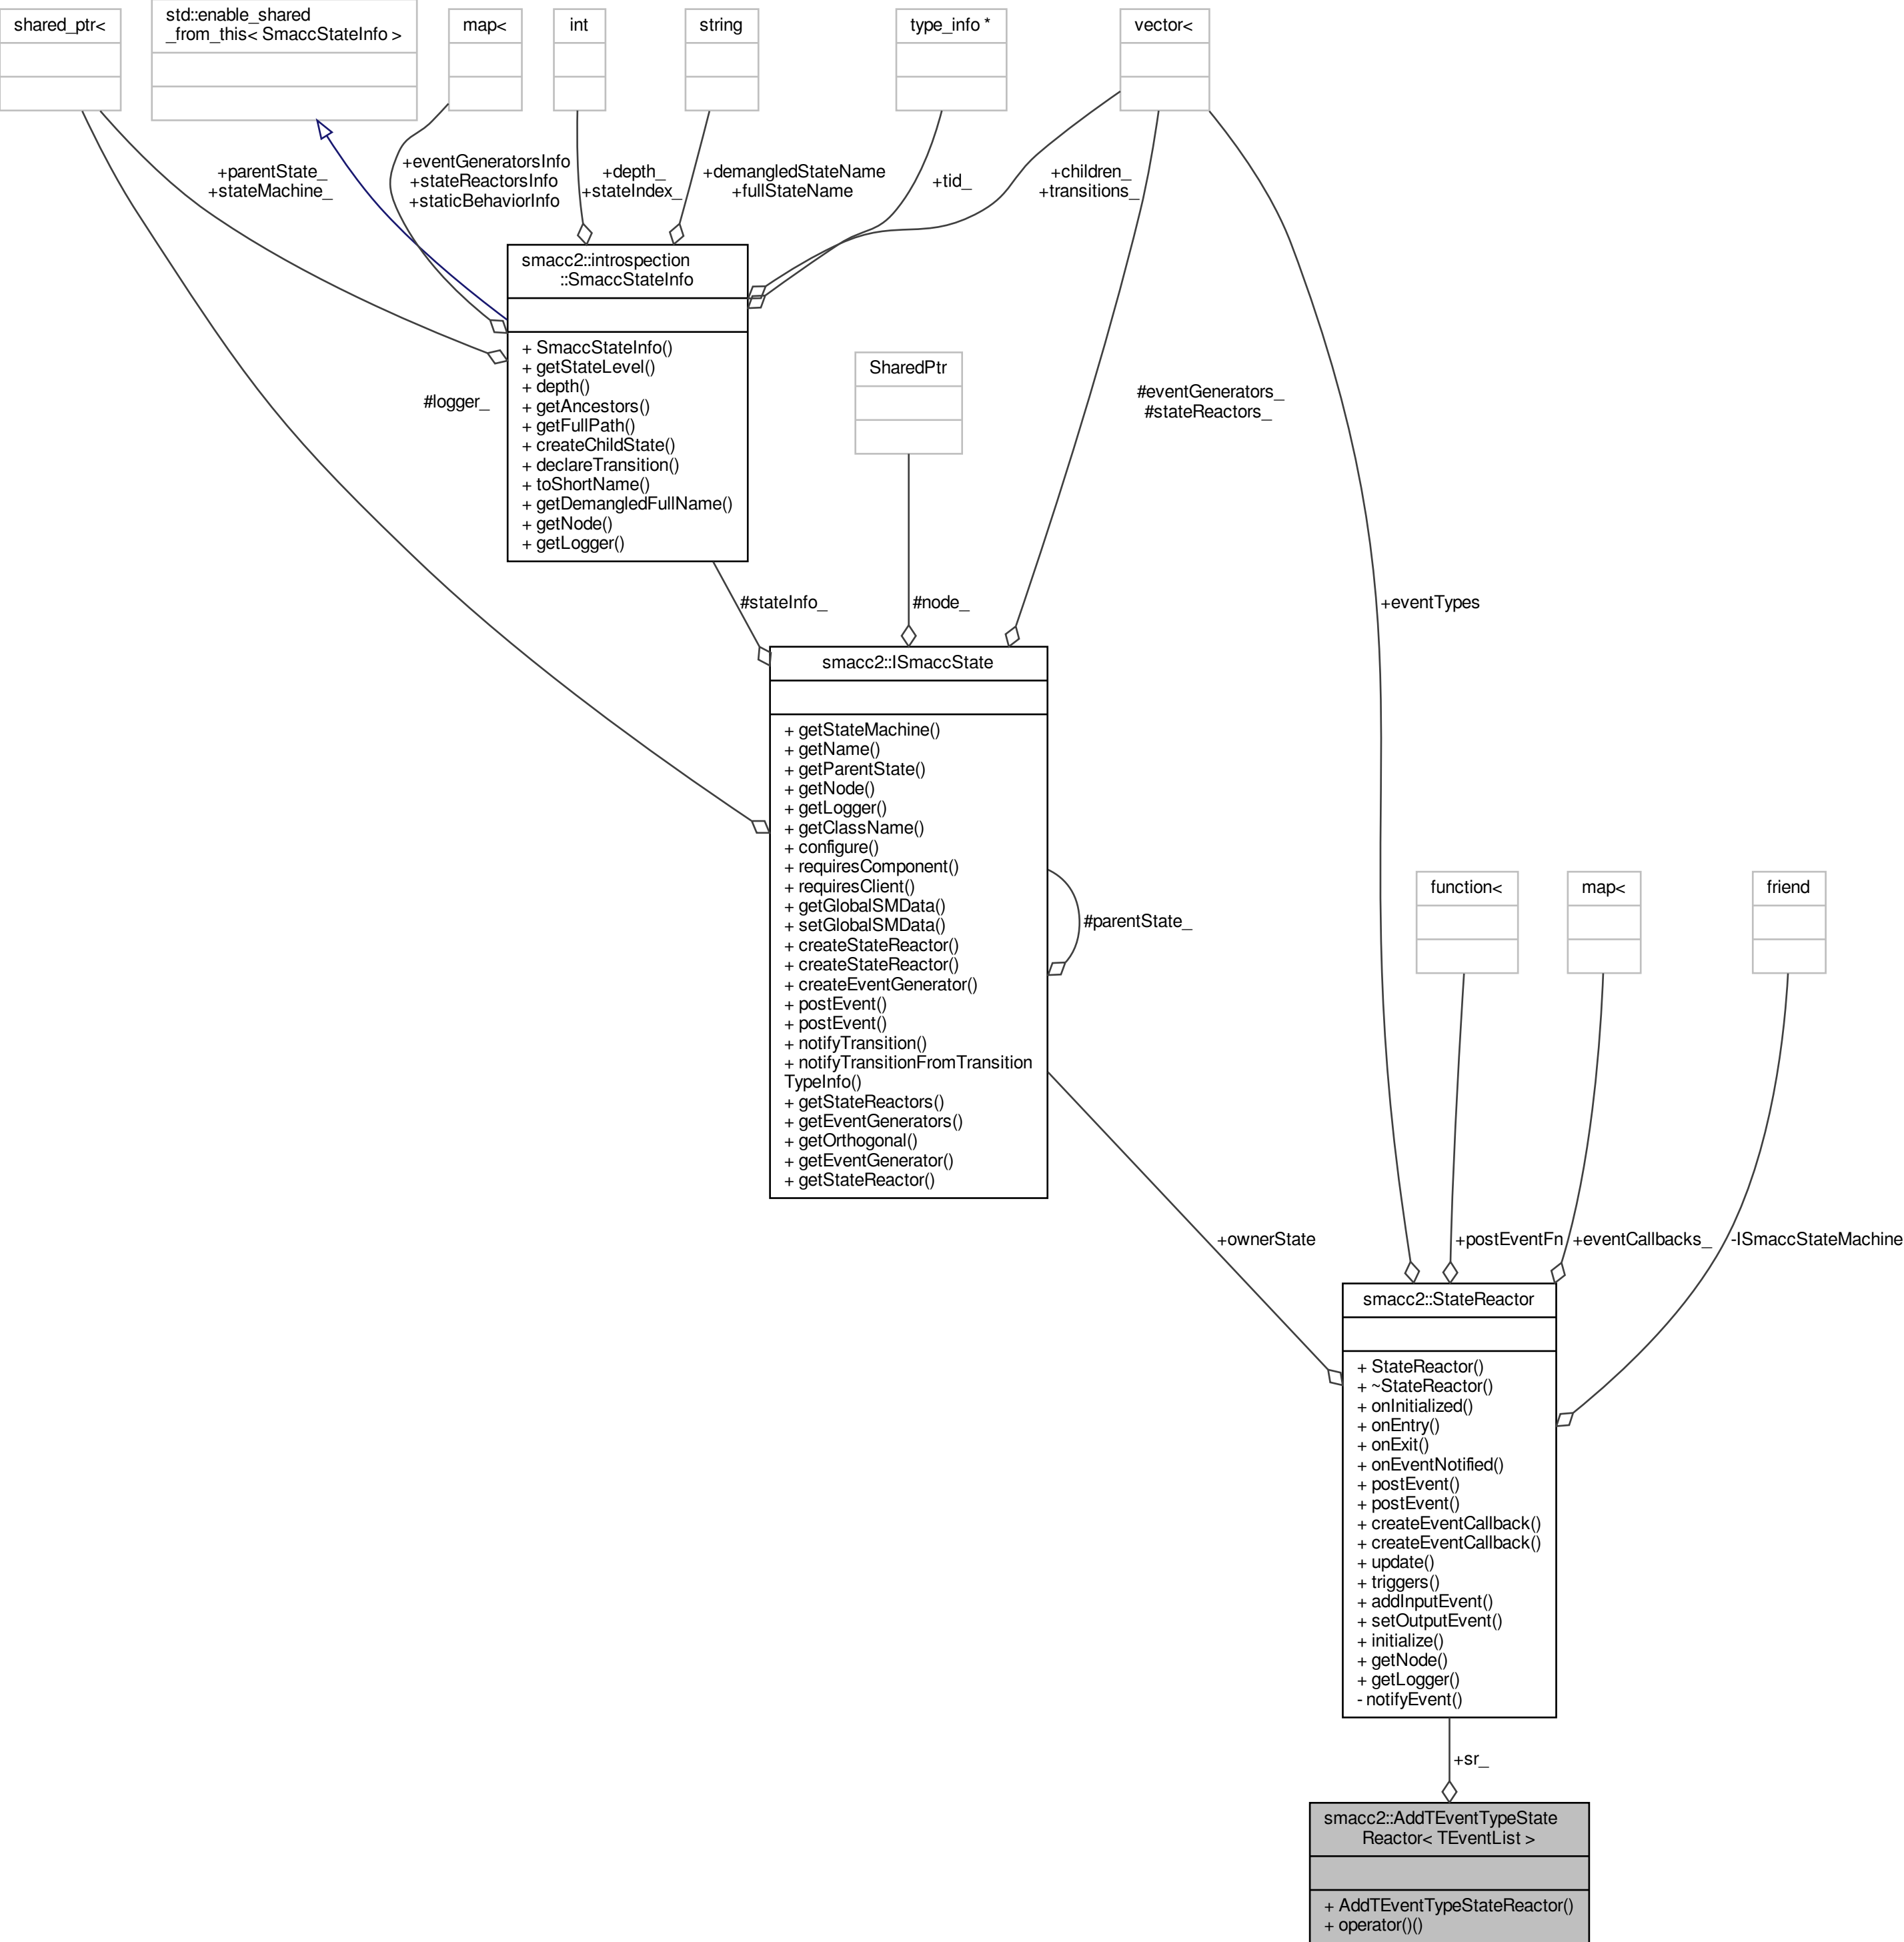 shared_ptr<
std::enable_shared
_from_this< SmaccStateInfo >
map<
int
string
type_info *
vector<
+parentState_
+stateMachine_
+eventGeneratorsInfo
+stateReactorsInfo
+staticBehaviorInfo
+depth_
+stateIndex_
+demangledStateName
+fullStateName
+tid_
+children_
+transitions_
smacc2::introspection
::SmaccStateInfo
+ SmaccStateInfo()
+ getStateLevel()
+ depth()
+ getAncestors()
+ getFullPath()
+ createChildState()
+ declareTransition()
+ toShortName()
+ getDemangledFullName()
+ getNode()
+ getLogger()
SharedPtr
#logger_
#eventGenerators_
#stateReactors_
#stateInfo_
#node_
+eventTypes
smacc2::ISmaccState
+ getStateMachine()
+ getName()
+ getParentState()
+ getNode()
+ getLogger()
+ getClassName()
+ configure()
+ requiresComponent()
+ requiresClient()
+ getGlobalSMData()
+ setGlobalSMData()
+ createStateReactor()
+ createStateReactor()
+ createEventGenerator()
+ postEvent()
+ postEvent()
+ notifyTransition()
+ notifyTransitionFromTransition
TypeInfo()
+ getStateReactors()
+ getEventGenerators()
+ getOrthogonal()
+ getEventGenerator()
+ getStateReactor()
#parentState_
function<
map<
friend
+ownerState
+postEventFn
+eventCallbacks_
-ISmaccStateMachine
smacc2::StateReactor
+ StateReactor()
+ ~StateReactor()
+ onInitialized()
+ onEntry()
+ onExit()
+ onEventNotified()
+ postEvent()
+ postEvent()
+ createEventCallback()
+ createEventCallback()
+ update()
+ triggers()
+ addInputEvent()
+ setOutputEvent()
+ initialize()
+ getNode()
+ getLogger()
- notifyEvent()
+sr_
smacc2::AddTEventTypeState
Reactor< TEventList >
+ AddTEventTypeStateReactor()
+ operator()()